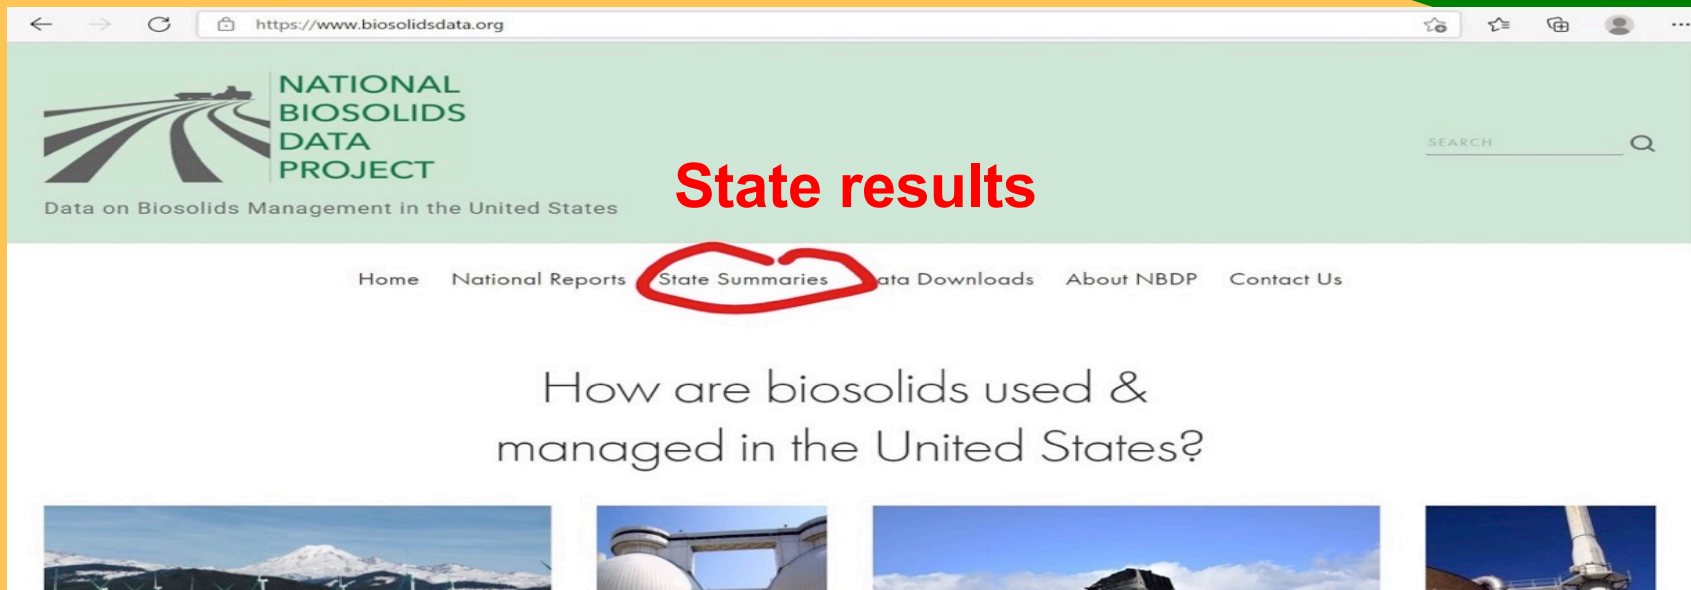 https://www.biosolidsdata.org
NATIONAL
BIOSOLIDS
DATA
PROJECT
Data on Biosolids Management in the United States
State results
SEARCH
Home National Reports State Summaries ata Downloads About NBDP Contact Us
How are biosolids used &
managed in the United States?